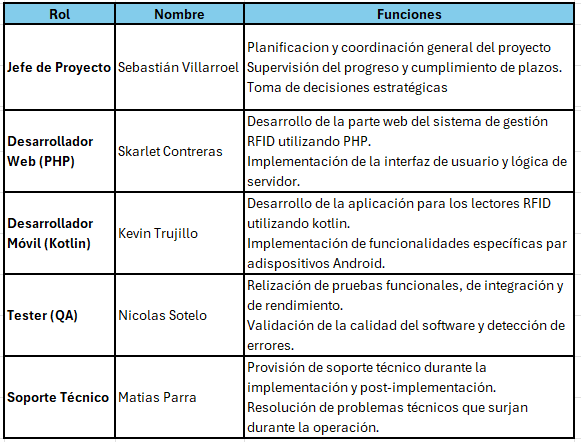 Rol Nombre Funciones
Jefe de Proyecto Sebastián Villarroel Planificacion y coordinación general del proyecto
Supervisión del progreso y cumplimiento de plazos.
Toma de decisiones estratégicas
Desarrollador
Web (PHP)
Skarlet Contreras
Desarrollo de la parte web del sistema de gestión
RFID utilizando PHP.
Implementación de la interfaz de usuario y lógica de
servidor.
Desarrollador
Móvil (Kotlin)
Kevin Trujillo
Desarrollo de la aplicación para los lectores RFID
utilizando kotlin.
Implementación de funcionalidades específicas par
adispositivos Android.
Tester (QA)
Nicolas Sotelo
Relización de pruebas funcionales, de integración y
de rendimiento.
Validación de la calidad del software y detección de
errores.
Soporte Técnico
Matias Parra
Provisión de soporte técnico durante la
implementación y post-implementación.
Resolución de problemas técnicos que surjan
durante la operación.